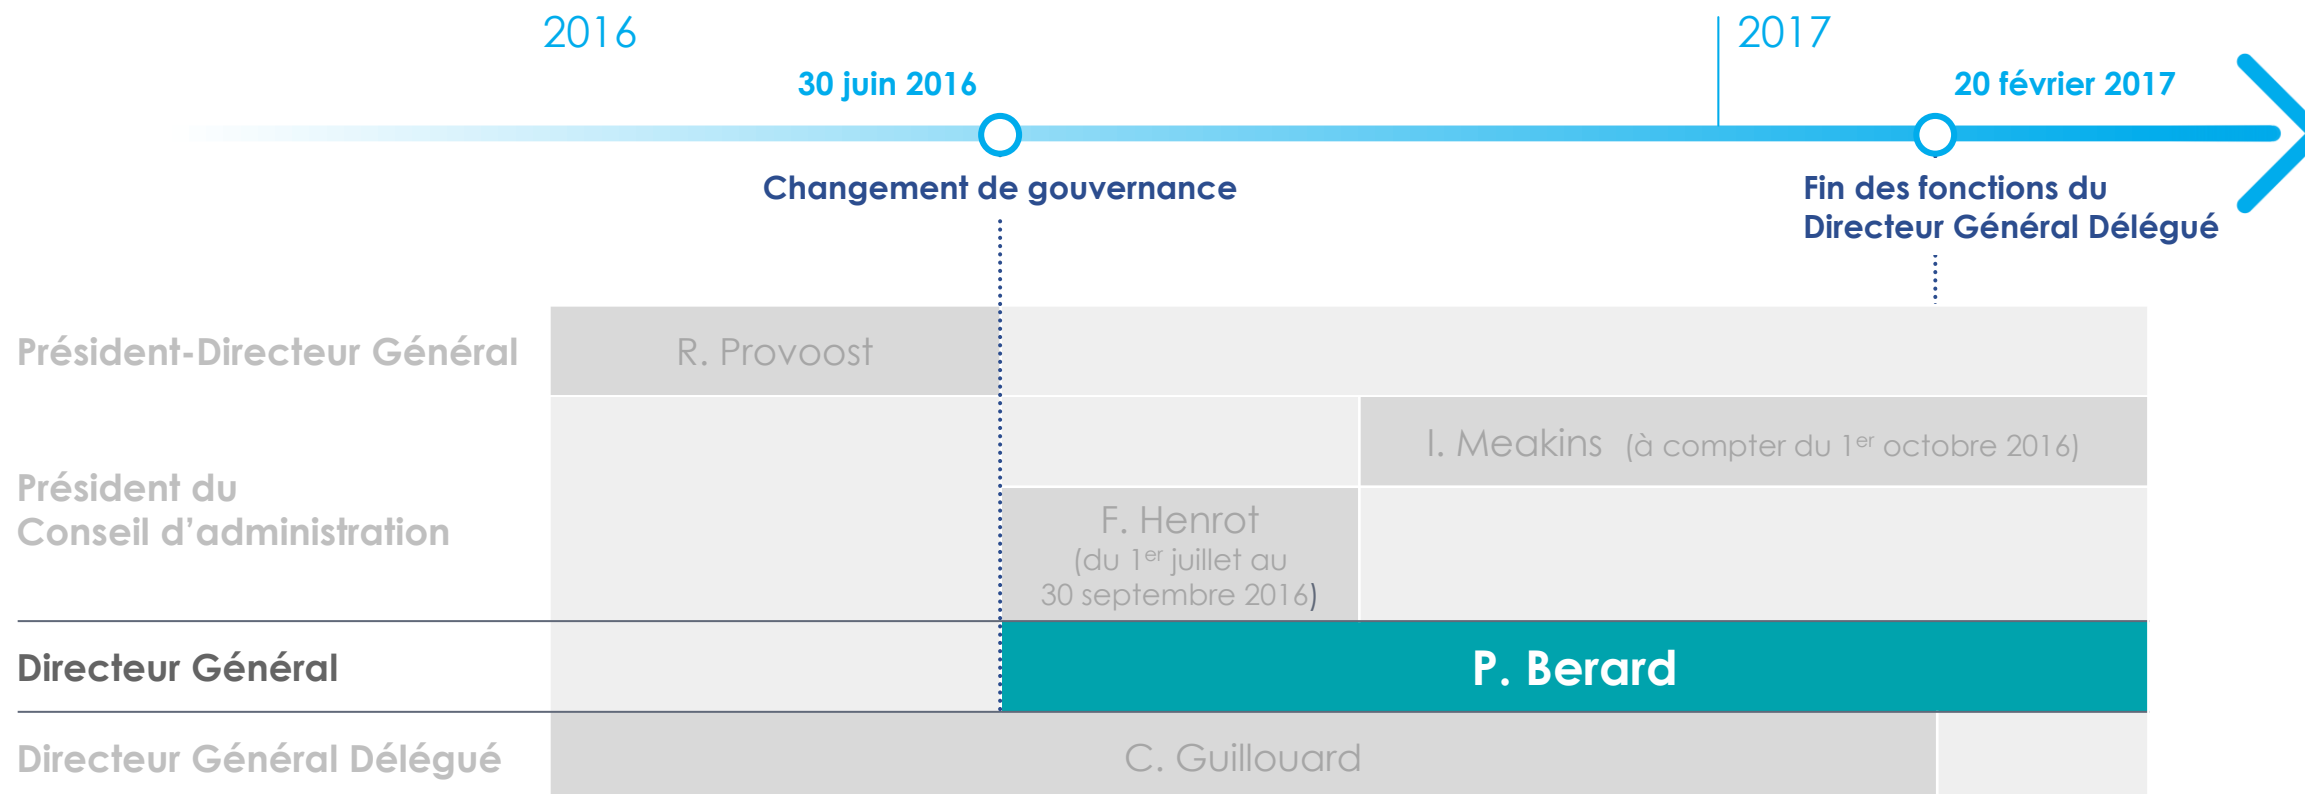 2016
2017
30 juin 2016
20 février 2017
Changement de gouvernance
Fin des fonctions du
Directeur Général Délégué
Président-Directeur Général
R. Provoost
Président du
Conseil d’administration
I. Meakins (à compter du 1er octobre 2016)
F. Henrot
(du 1er juillet au
30 septembre 2016)
Directeur Général
P. Berard
Directeur Général Délégué
C. Guillouard